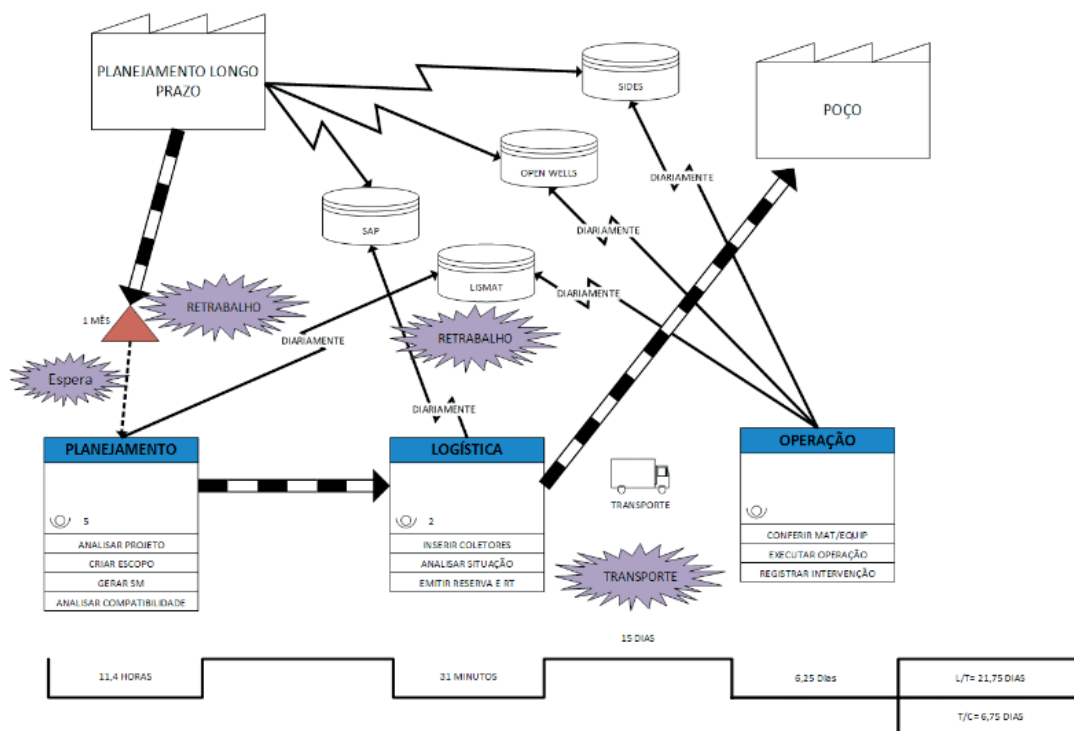 PLANEJAMENTO LONGO
PRAZO
SIDES
POÇO
OPEN WELLS
DIARIAMENTE
DIARIAMENTE
SAP
DIARIAMENTE
LISMAT
DIARIAMENTE
RETRABALHO
1 MÊS
RETRABALHO
DIARIAMENTE
Espera
DIARIAMENTE
PLANEJAMENTO
LOGÍSTICA
OPERAÇÃO
TRANSPORTE
5
2
ANALISAR PROJETO
CRIAR ESCOPO
GERAR SM
ANALISAR COMPATIBILIDADE
INSERIR COLETORES
ANALISAR SITUAÇÃO
EMITIR RESERVA E RT
CONFERIR MAT/EQUIP
EXECUTAR OPERAÇÃO
REGISTRAR INTERVENÇÃO
TRANSPORTE
15 DIAS
11,4 HORAS
31 MINUTOS
6,25 Dias
L/T= 21,75 DIAS
T/C= 6,75 DIAS